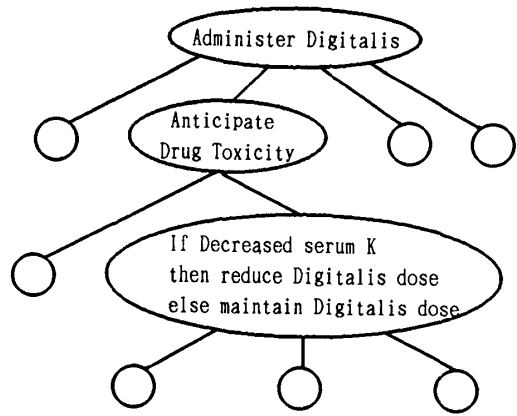 Administer Digitalis
Anticipate
Drug Toxicity
If Decreased serum K
then reduce Digitalis dose
else maintain Digitalis dose